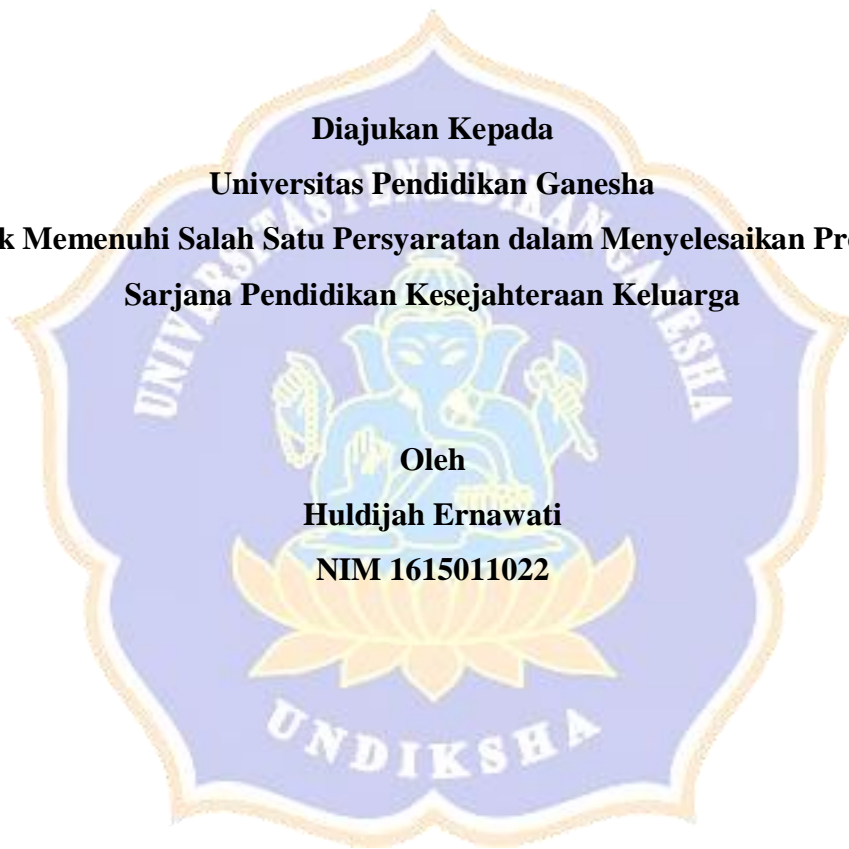 Diajukan Kepada
Universitas Pendidikan Ganesha
k Memenuhi Salah Satu Persyaratan dalam Menyelesaikan Pr
Sarjana Pendidikan Kesejahteraan Keluarga
UNIVERSITAS PENDIDIKAN GANESHA
Oleh
Huldijah Ernawati
NIM 1615011022
UNDIKSHA